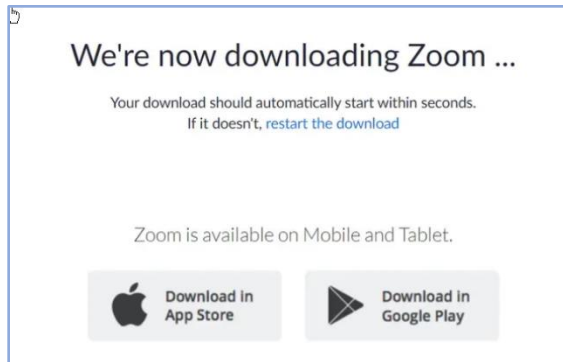 We're now downloading Zoom ...
Your download should automatically start within seconds.
If it doesn't, restart the download
Zoom is available on Mobile and Tablet.
Download in
App Store
Download in
Google Play